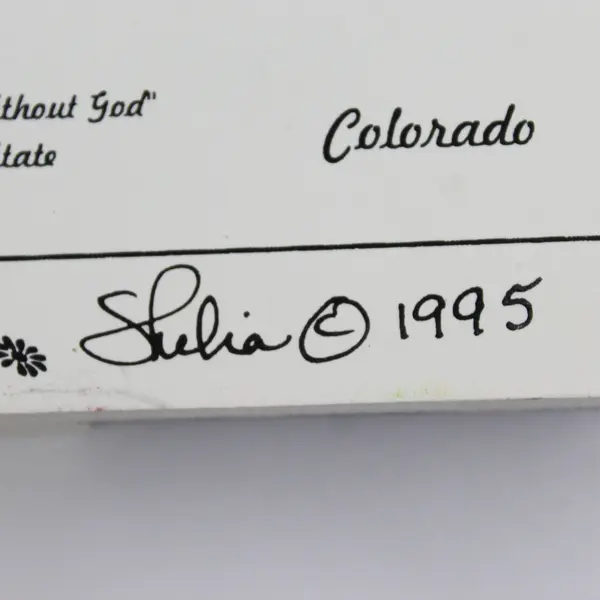 thout God"
tate
Colorado
Shelia © 1995